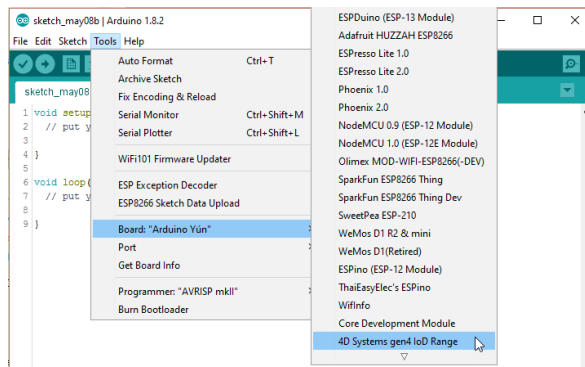 sketch_may08b | Arduino 1.8.2
File Edit Sketch Tools Help
sketch_may08
1 void setup
2 // put y
3
4 }
5
6 void loop(
7 // put y
8
9 }
Auto Format Ctrl+T
Archive Sketch
Fix Encoding & Reload
Serial Monitor Ctrl+Shift+M
Serial Plotter Ctrl+Shift+L
WiFi101 Firmware Updater
ESP Exception Decoder
ESP8266 Sketch Data Upload
Board: "Arduino Yún"
Port
Get Board Info
Programmer: "AVRISP mkII"
Burn Bootloader
ESPDuino (ESP-13 Module)
Adafruit HUZZAH ESP8266
ESPresso Lite 1.0
ESPresso Lite 2.0
Phoenix 1.0
Phoenix 2.0
NodeMCU 0.9 (ESP-12 Module)
NodeMCU 1.0 (ESP-12E Module)
Olimex MOD-WIFI-ESP8266(-DEV)
SparkFun ESP8266 Thing
SparkFun ESP8266 Thing Dev
SweetPea ESP-210
WeMos D1 R2 & mini
WeMos D1(Retired)
ESPino (ESP-12 Module)
ThaiEasyElec's ESPino
WifInfo
Core Development Module
4D Systems gen4 IoD Range